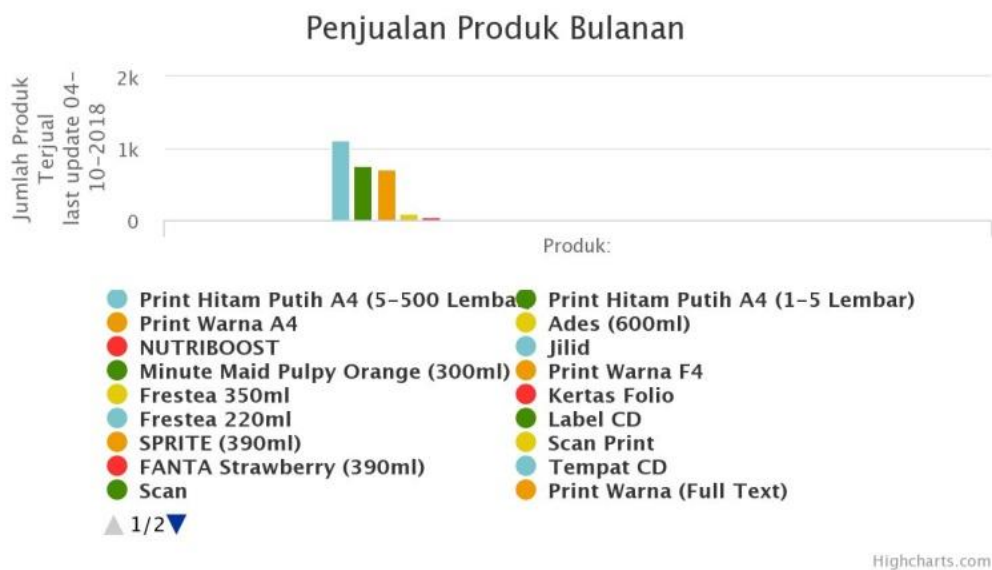 Penjualan Produk Bulanan
Jumlah Produk
Terjual
last update 04-
10-2018
2k
1k
0
Produk:
Print Hitam Putih A4 (5-500 Lemba
Print Hitam Putih A4 (1-5 Lembar)
Print Warna A4
Ades (600ml)
NUTRIBOOST
Jilid
Minute Maid Pulpy Orange (300ml)
Print Warna F4
Frestea 350ml
Kertas Folio
Frestea 220ml
Label CD
SPRITE (390ml)
Scan Print
FANTA Strawberry (390ml)
Tempat CD
Scan
Print Warna (Full Text)
1/2
Highcharts.com